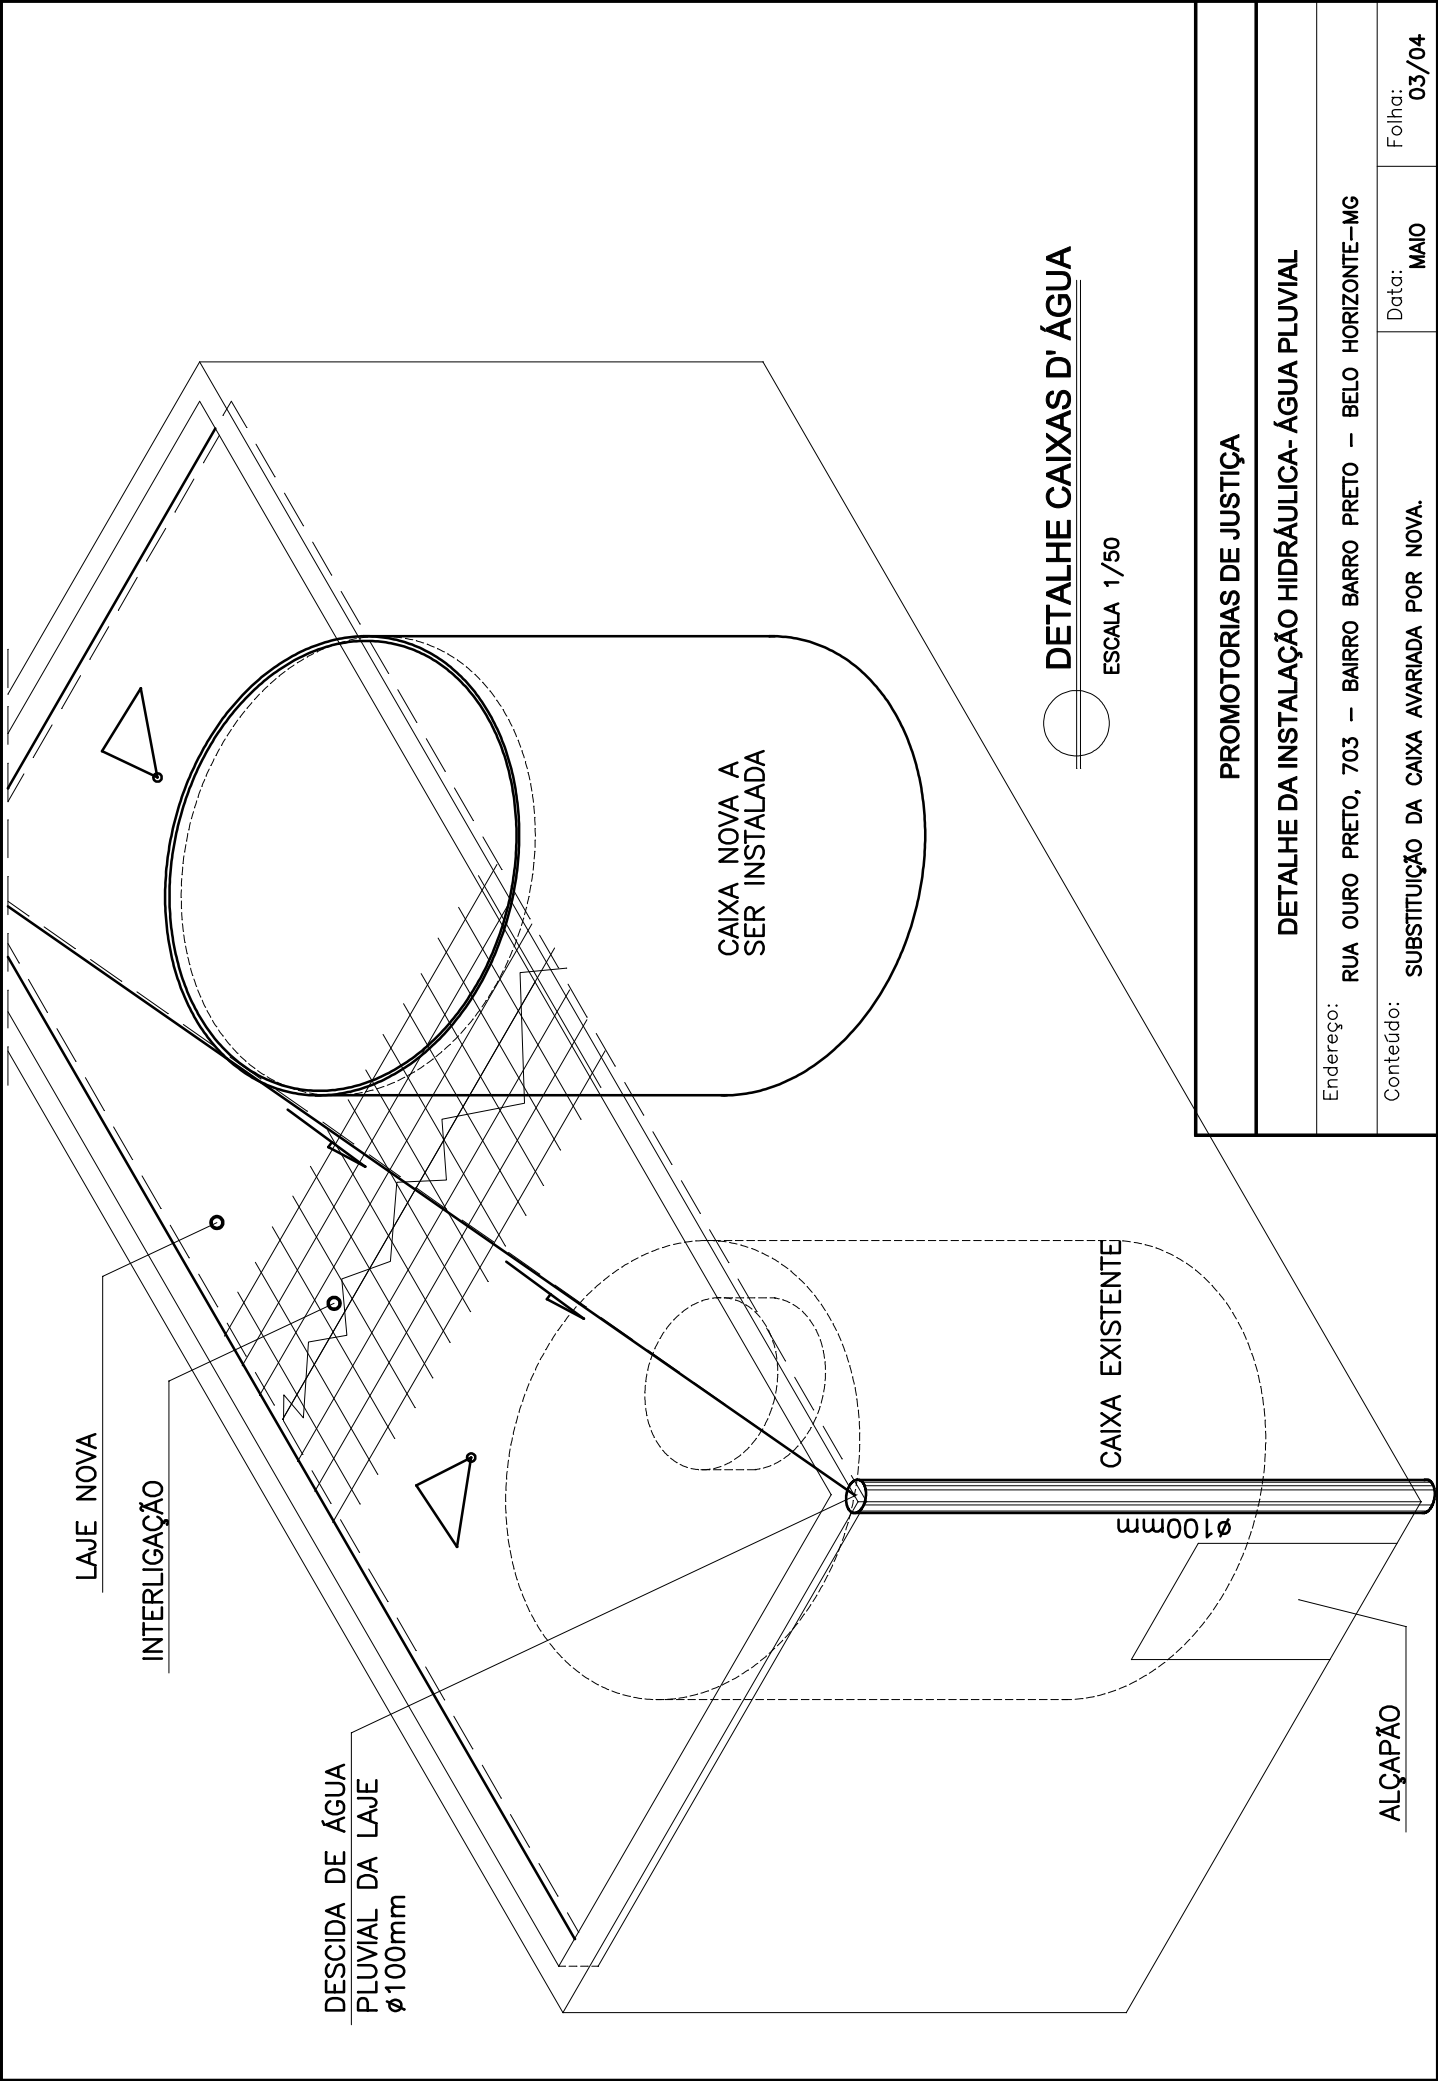 LAJE NOVA
INTERLIGAÇÃO
DESCIDA DE ÁGUA
PLUVIAL DA LAJE
ø100mm
CAIXA NOVA A
SER INSTALADA
CAIXA EXISTENTE
ø100mm
ALÇAPÃO
DETALHE CAIXAS D' ÁGUA
ESCALA 1/50
PROMOTORIAS DE JUSTIÇA
DETALHE DA INSTALAÇÃO HIDRÁULICA- ÁGUA PLUVIAL
Endereço:
RUA OURO PRETO, 703 – BAIRRO BARRO PRETO – BELO HORIZONTE–MG
Conteúdo:
SUBSTITUIÇÃO DA CAIXA AVARIADA POR NOVA.
Data:
MAIO
Folha:
03/04